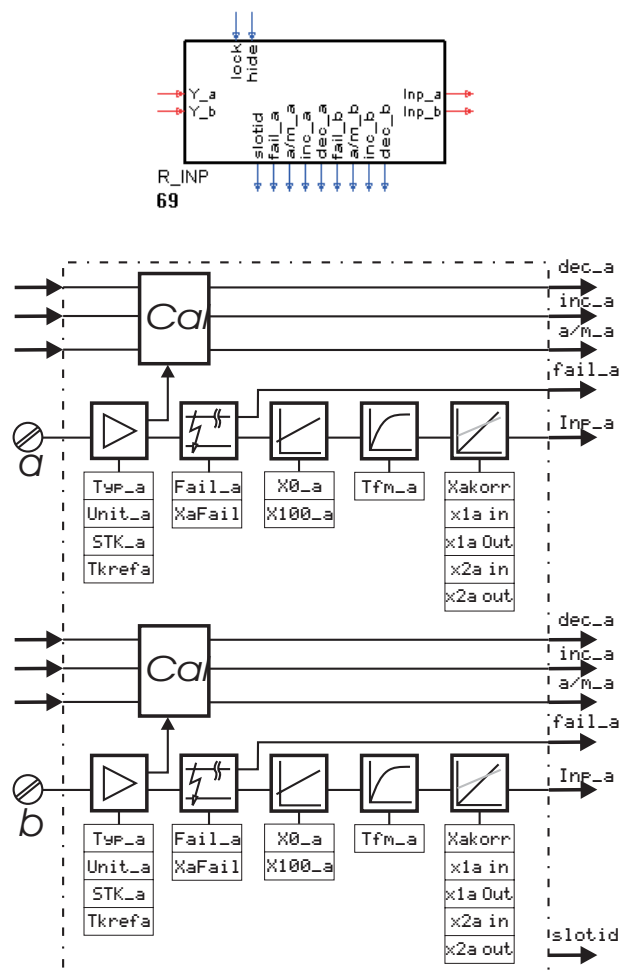 lock
hide
Y_a
Y_b
Inp_a
Inp_b
slotid
fail_a
a/m_a
inc_a
dec_a
fail_b
a/m_b
inc_b
dec_b
R_INP
69
dec_a
inc_a
a/m_a
Cal
fail_a
Inp_a
a
Typ_a
Unit_a
STK_a
Tkrefa
Fail_a
XaFail
X0_a
X100_a
Tfm_a
Xakorr
x1a in
x1a Out
x2a in
x2a out
dec_a
inc_a
a/m_a
Cal
fail_a
Inp_a
b
Typ_a
Unit_a
STK_a
Tkrefa
Fail_a
XaFail
X0_a
X100_a
Tfm_a
Xakorr
x1a in
x1a Out
x2a in
x2a out
slotid